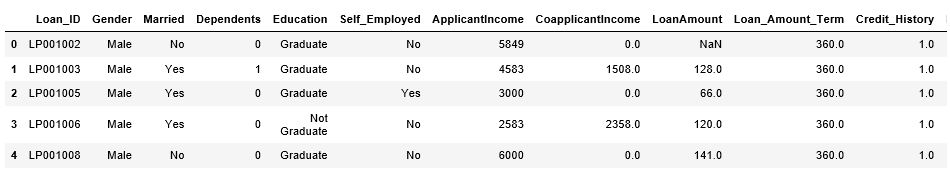 Loan_ID Gender Married Dependents Education Self_Employed ApplicantIncome CoapplicantIncome LoanAmount Loan_Amount_Term Credit_History
0 LP001002 Male No 0 Graduate No 5849 0.0 NaN 360.0 1.0
1 LP001003 Male Yes 1 Graduate No 4583 1508.0 128.0 360.0 1.0
2 LP001005 Male Yes 0 Graduate Yes 3000 0.0 66.0 360.0 1.0
3 LP001006 Male Yes 0 Not Graduate No 2583 2358.0 120.0 360.0 1.0
4 LP001008 Male No 0 Graduate No 6000 0.0 141.0 360.0 1.0